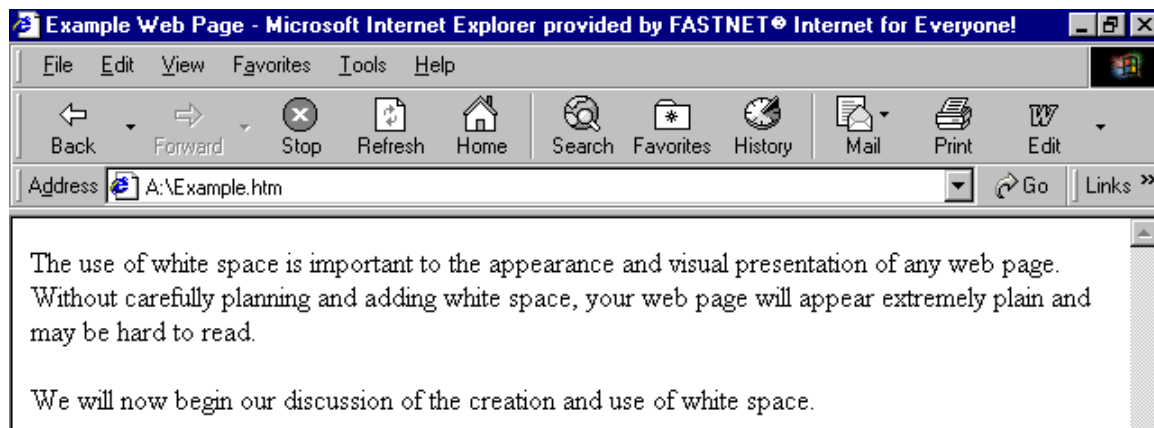 Example Web Page - Microsoft Internet Explorer provided by FASTNET® Internet for Everyone!
File Edit View Favorites Tools Help
Back Forward Stop Refresh Home Search Favorites History Mail Print Edit
Address A:\Example.htm Go Links »
The use of white space is important to the appearance and visual presentation of any web page.
Without carefully planning and adding white space, your web page will appear extremely plain and
may be hard to read.
We will now begin our discussion of the creation and use of white space.